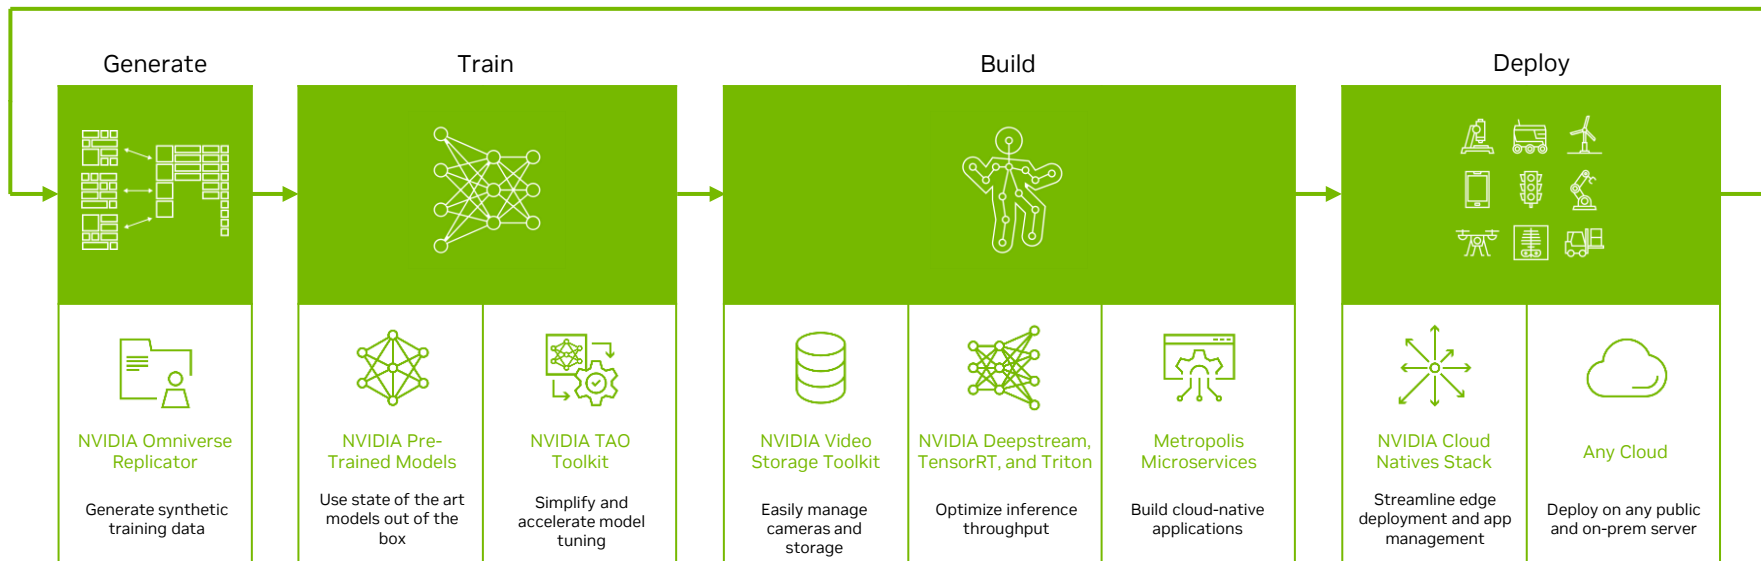 Generate
Train
Build
Deploy
NVIDIA Omniverse
Replicator
Generate synthetic
training data
NVIDIA Pre-
Trained Models
Use state of the art
models out of the
box
NVIDIA TAO
Toolkit
Simplify and
accelerate model
tuning
NVIDIA Video
Storage Toolkit
Easily manage
cameras and
storage
NVIDIA Deepstream,
TensorRT, and Triton
Optimize inference
throughput
Metropolis
Microservices
Build cloud-native
applications
NVIDIA Cloud
Natives Stack
Streamline edge
deployment and app
management
Any Cloud
Deploy on any public
and on-prem server